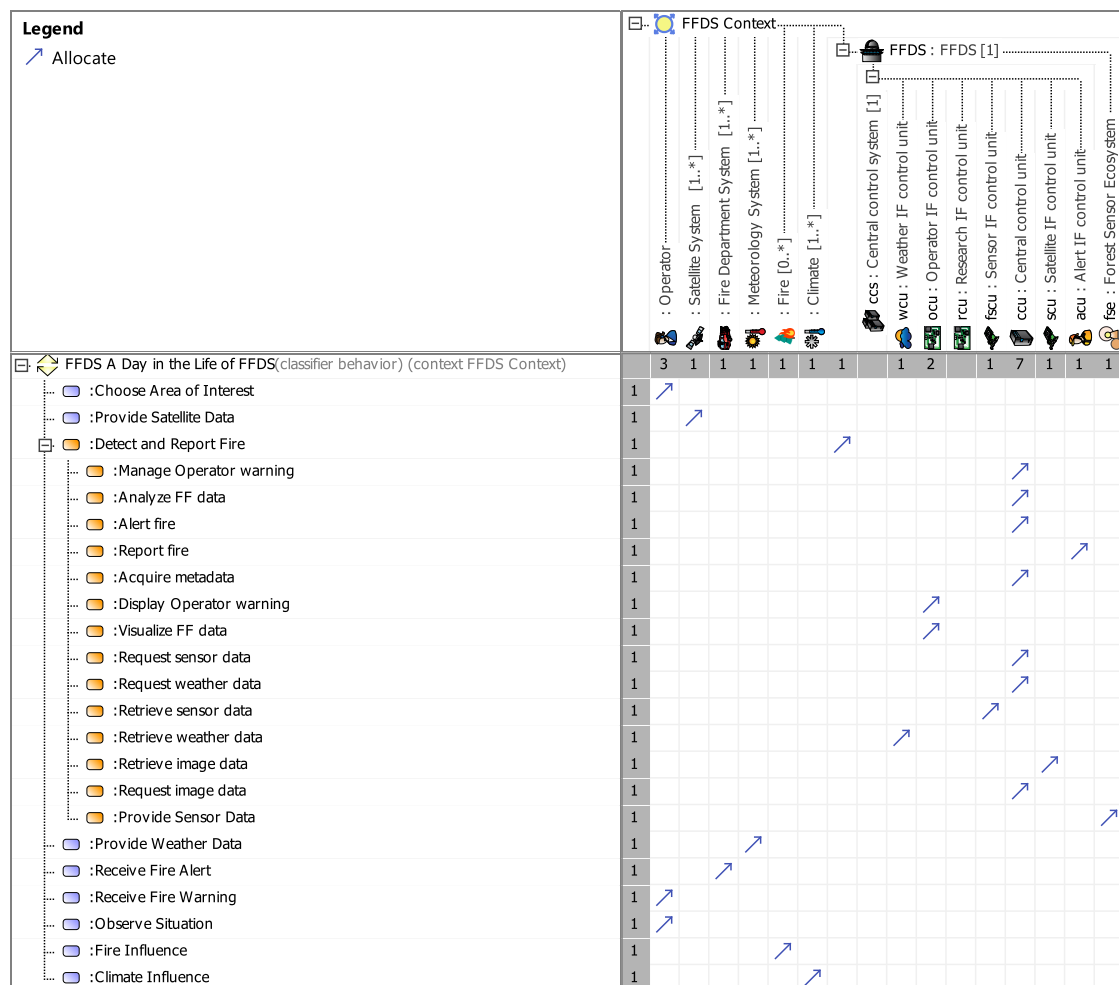 Legend
Allocate
FFDS Context
FFDS : FFDS [1]
: Operator
: Satellite System [1..*]
: Fire Department System [1..*]
: Meteorology System [1..*]
: Fire [0..*]
: Climate [1..*]
ccs : Central control system [1]
wcu : Weather IF control unit
ocu : Operator IF control unit
rcu : Research IF control unit
fscu : Sensor IF control unit
ccu : Central control unit
scu : Satellite IF control unit
acu : Alert IF control unit
fse : Forest Sensor Ecosystem
FFDS A Day in the Life of FFDS(classifier behavior) (context FFDS Context) 3 1 1 1 1 1 1 1 2 1 7 1 1 1
:Choose Area of Interest 1
:Provide Satellite Data 1
:Detect and Report Fire 1
:Manage Operator warning 1
:Analyze FF data 1
:Alert fire 1
:Report fire 1
:Acquire metadata 1
:Display Operator warning 1
:Visualize FF data 1
:Request sensor data 1
:Request weather data 1
:Retrieve sensor data 1
:Retrieve weather data 1
:Retrieve image data 1
:Request image data 1
:Provide Sensor Data 1
:Provide Weather Data 1
:Receive Fire Alert 1
:Receive Fire Warning 1
:Observe Situation 1
:Fire Influence 1
:Climate Influence 1